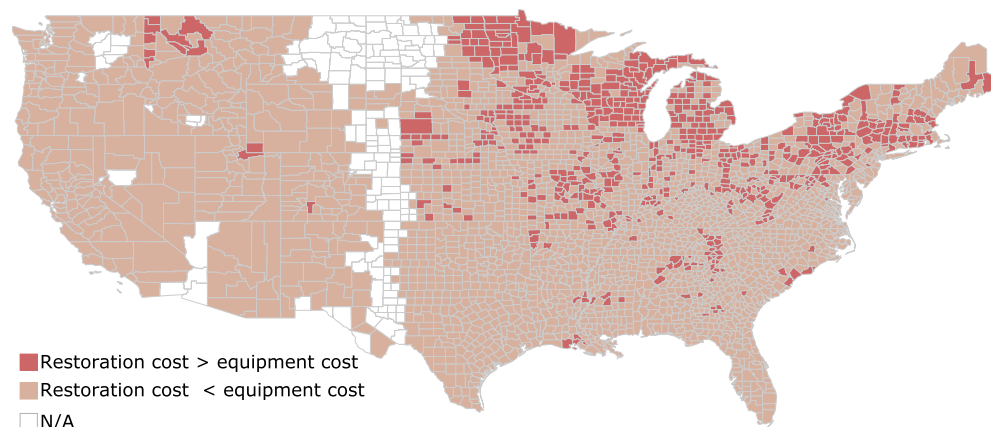 Restoration cost > equipment cost
Restoration cost < equipment cost
N/A